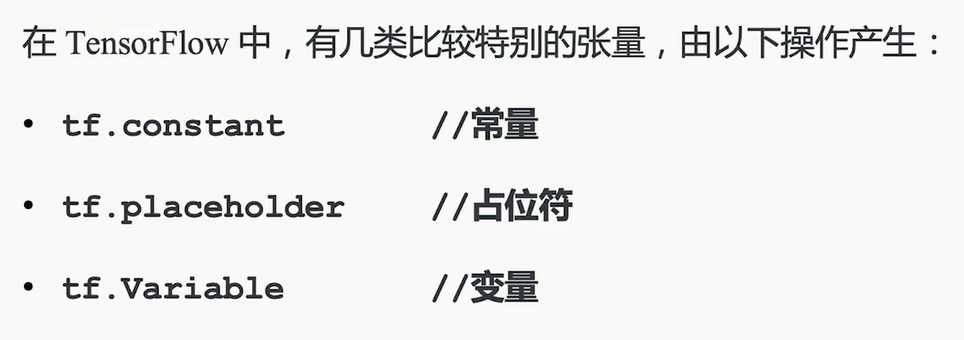 在 TensorFlow 中，有几类比较特别的张量，由以下操作产生：
• tf.constant //常量
• tf.placeholder //占位符
• tf.Variable //变量